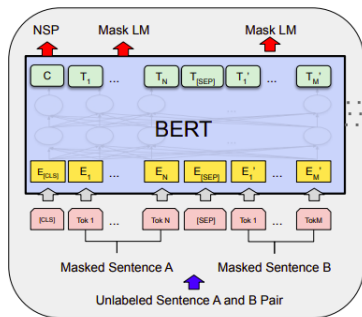 NSP Mask LM Mask LM
C T1 ... TN T[SEP] T1' ... TM'
BERT
E[CLS] E1 ... EN E[SEP] E1' ... EM'
[CLS] Tok 1 ... Tok N [SEP] Tok 1 ... TokM
Masked Sentence A Masked Sentence B
Unlabeled Sentence A and B Pair